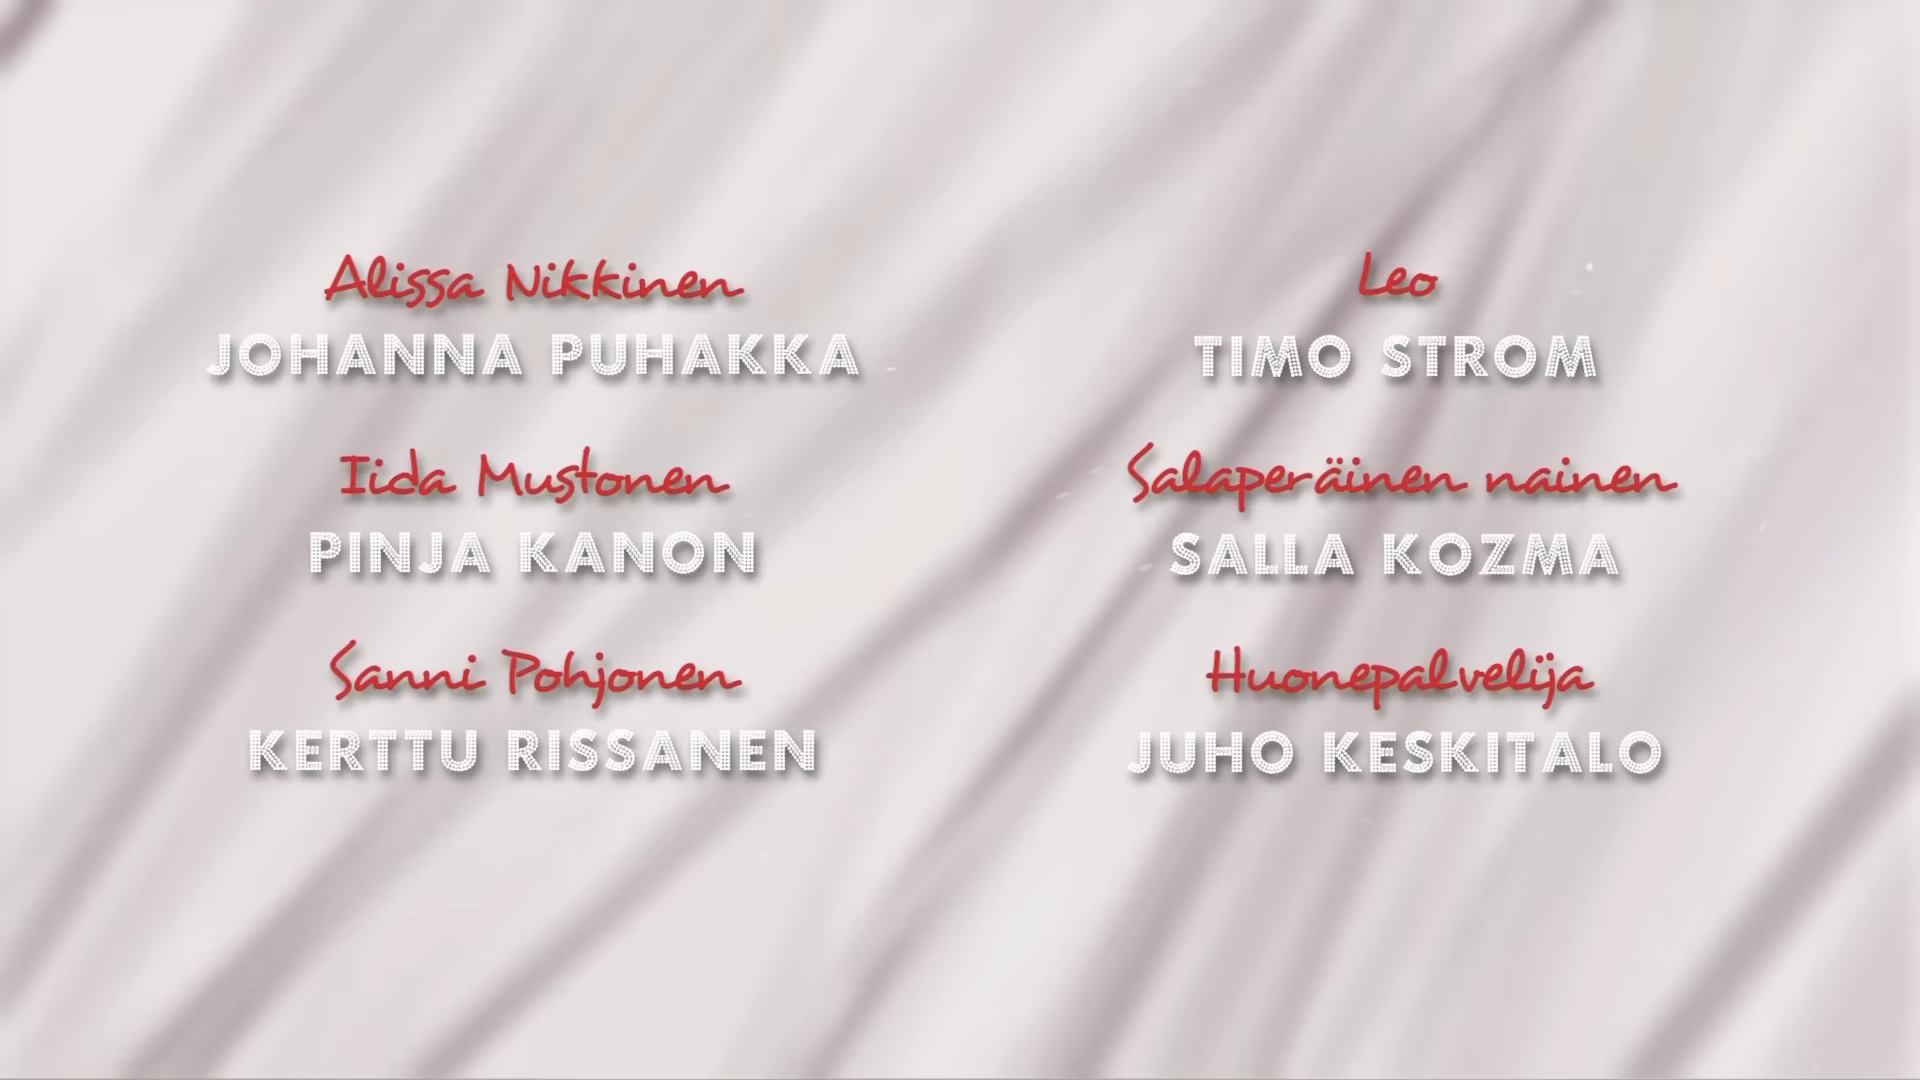 Alissa Nikkinen
JOHANNA PUHAKKA
Iida Mustonen
PINJA KANON
Sanni Pohjonen
KERTTU RISSANEN
Leo
TIMO STROM
Salaperäinen nainen
SALLA KOZMA
Huonepalvelija
JUHO KESKITALO